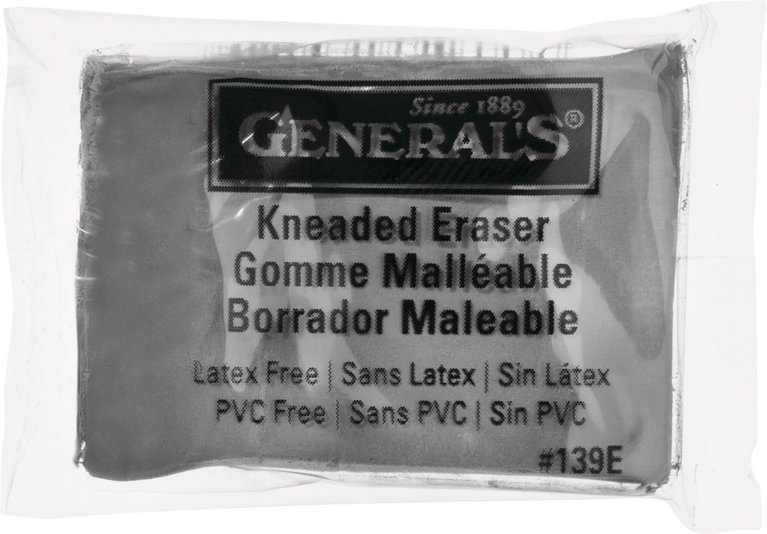 Since 1889
GENERAL'S®
Kneaded Eraser
Gomme Malléable
Borrador Maleable
Latex Free | Sans Latex | Sin Látex
PVC Free | Sans PVC | Sin PVC
#139E